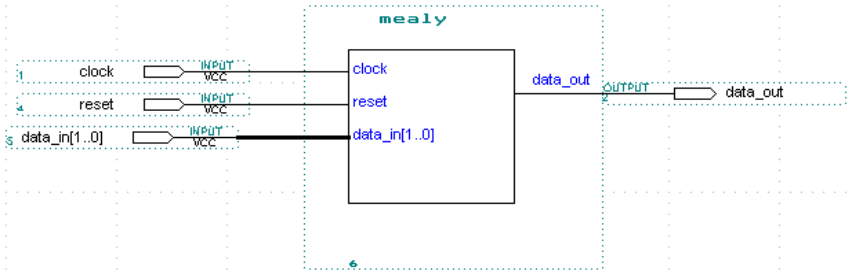 mealy
1 clock INPUT VCC clock
4 reset INPUT VCC reset
5 data_in[1..0] INPUT VCC data_in[1..0]
data_out OUTPUT 2 data_out
6